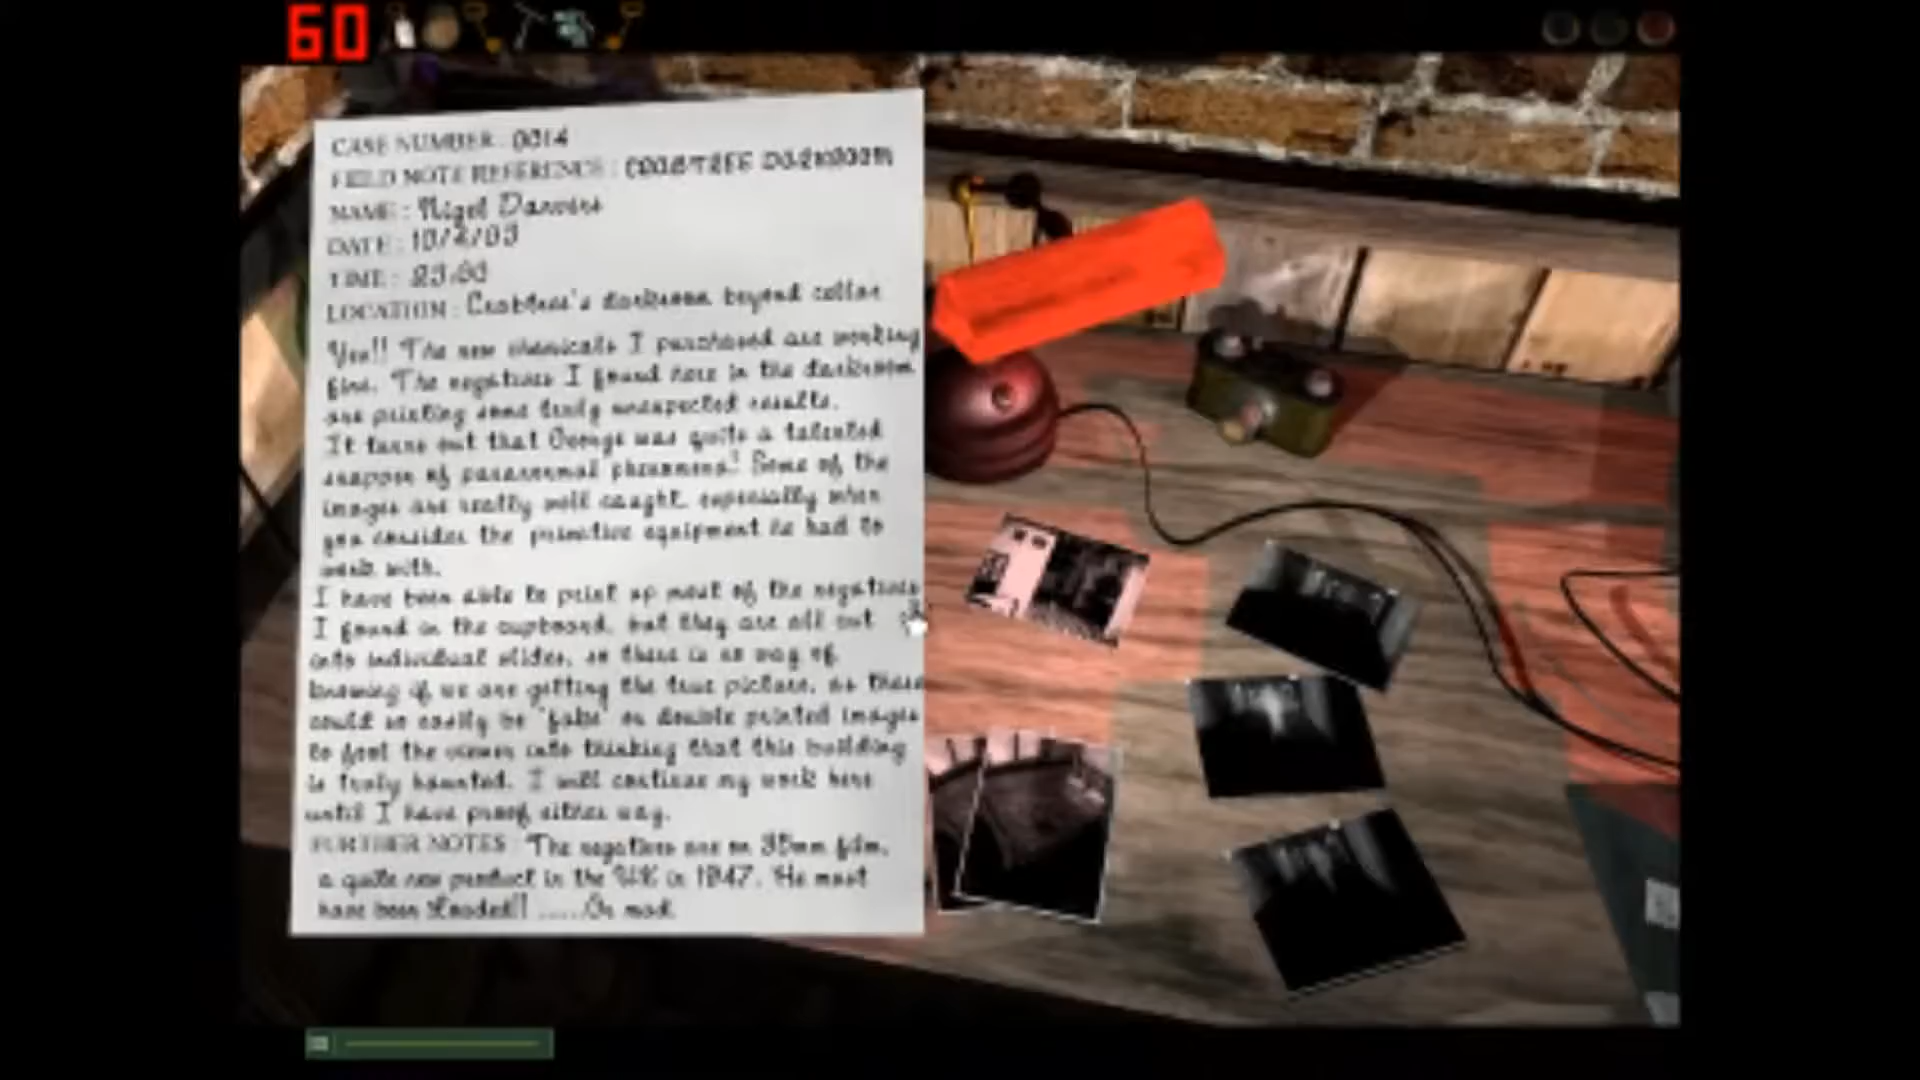 60
CASE NUMBER : 0014
FIELD NOTE REFERENCE : CRABTREE DARKROOM
NAME : Nigel Danvers
DATE : 10/4/03
TIME :
LOCATION : Crabtree's darkroom beyond cellar
Yes!! The new chemicals I purchased are working
fine. The negatives I found here in the darkroom
are printing some truly unexpected results.
It turns out that George was quite a talented
snapper of paranormal phenomena! Some of the
images are really well caught, especially when
you consider the primitive equipment he had to
work with.
I have been able to print up most of the negatives
I found in the cupboard, but they are all cut
into individual slides, so there is no way of
knowing if we are getting the true picture, as these
could so easily be 'fake' or double printed images
to fool the viewer into thinking that this building
is truly haunted. I will continue my work here
until I have proof either way.
FURTHER NOTES : The negatives are on 35mm film,
a quite new product in the UK in 1947. He must
have been loaded!! .....Or mad.